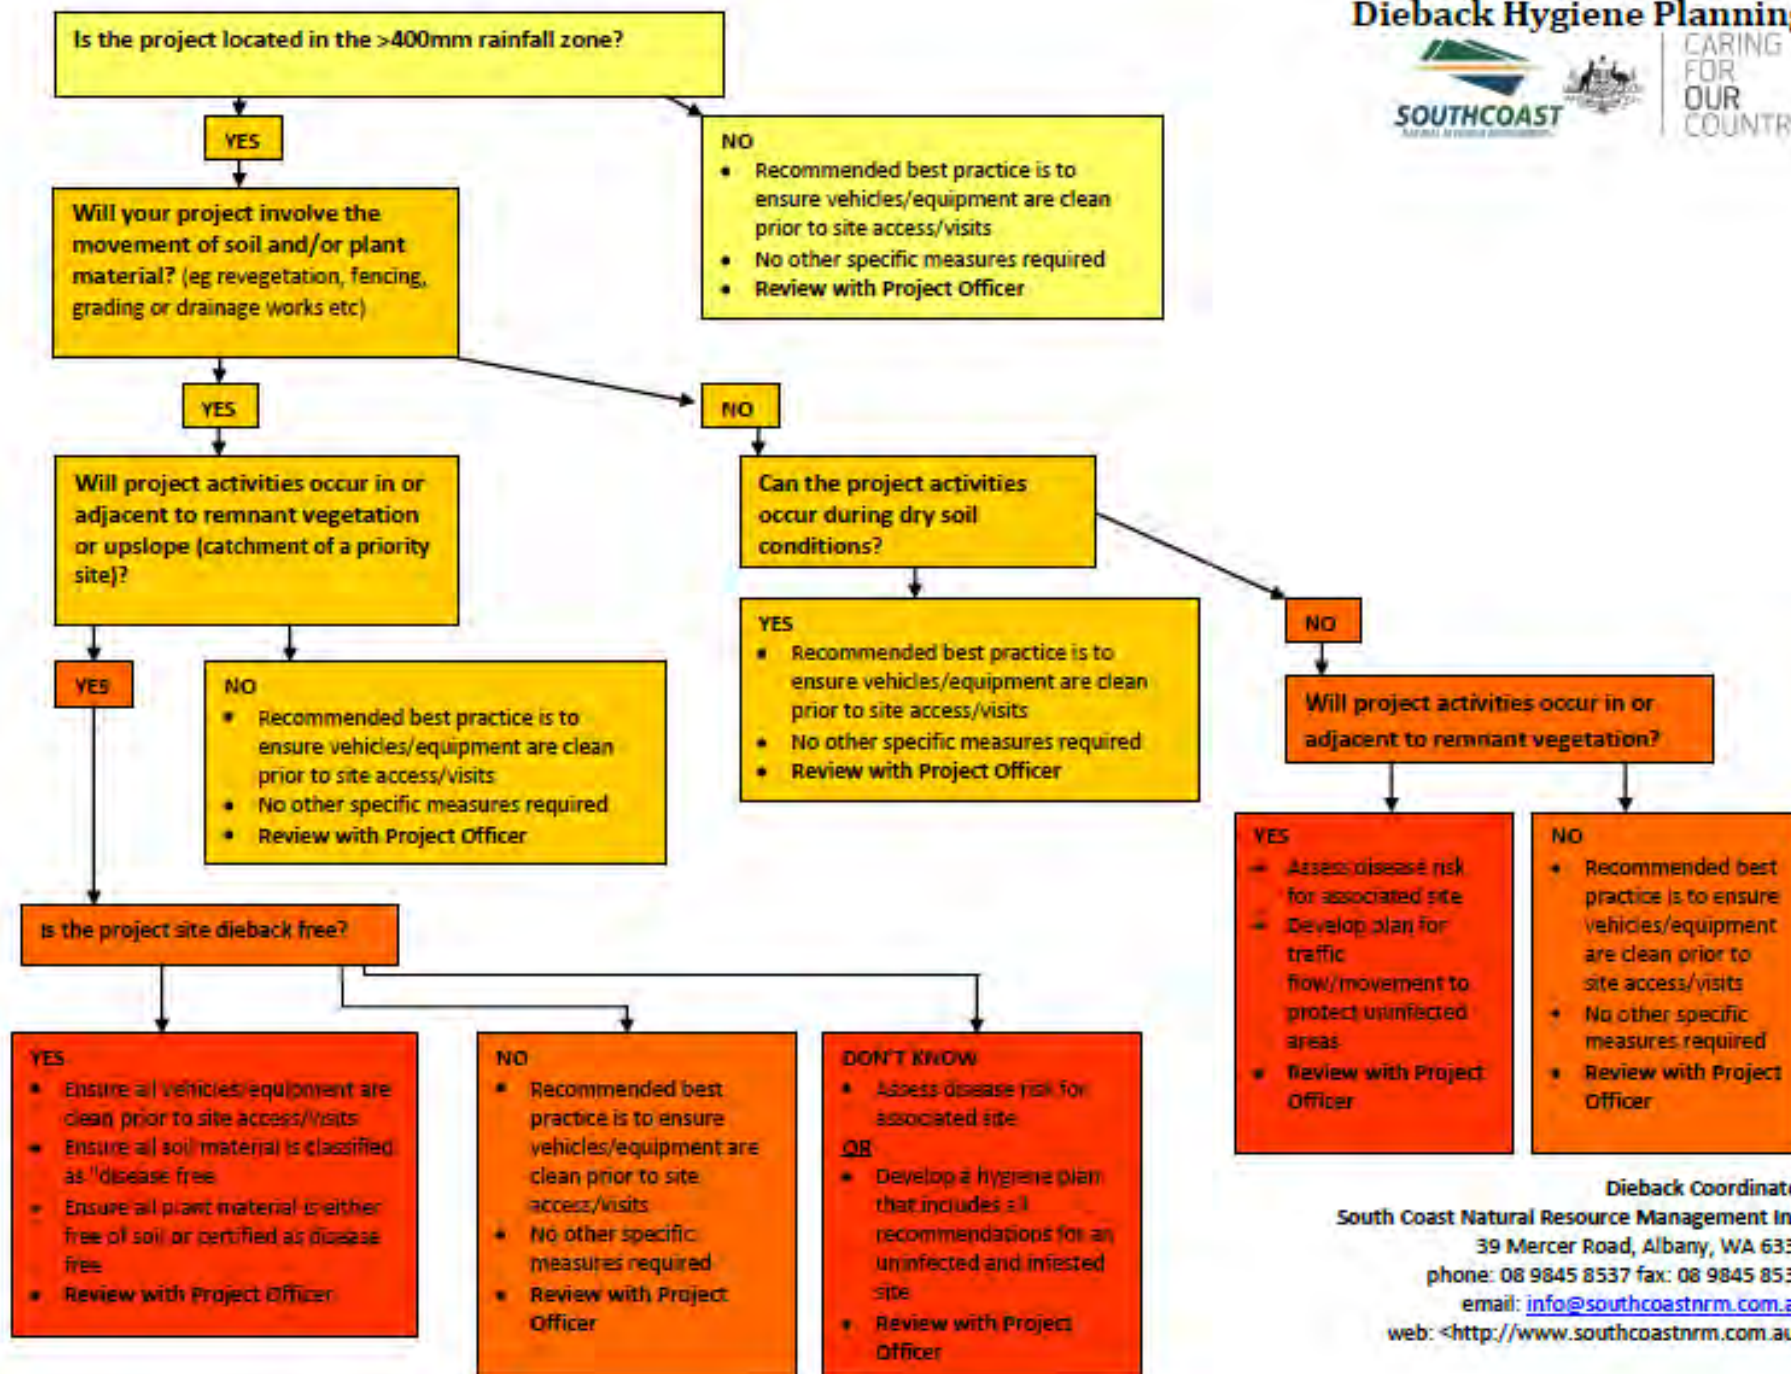 Dieback Hygiene Planning
SOUTHCOAST
CARING
FOR
OUR
COUNTR
Is the project located in the >400mm rainfall zone?
YES
NO
• Recommended best practice is to
ensure vehicles/equipment are clean
prior to site access/visits
• No other specific measures required
• Review with Project Officer
Will your project involve the
movement of soil and/or plant
material? (eg revegetation, fencing,
grading or drainage works etc)
YES
NO
Will project activities occur in or
adjacent to remnant vegetation
or upslope (catchment of a priority
site)?
Can the project activities
occur during dry soil
conditions?
YES
NO
• Recommended best practice is to
ensure vehicles/equipment are clean
prior to site access/visits
• No other specific measures required
• Review with Project Officer
YES
• Recommended best practice is to
ensure vehicles/equipment are clean
prior to site access/visits
• No other specific measures required
• Review with Project Officer
NO
Will project activities occur in or
adjacent to remnant vegetation?
YES
• Assess disease risk
for associated site
• Develop plan for
traffic
flow/movement to
protect uninfected
areas
• Review with Project
Officer
NO
• Recommended best
practice is to ensure
vehicles/equipment
are clean prior to
site access/visits
• No other specific
measures required
• Review with Project
Officer
Is the project site dieback free?
YES
• Ensure all vehicles/equipment are
clean prior to site access/visits
• Ensure all soil material is classified
as "disease free
• Ensure all plant material is either
free of soil or certified as disease
free
• Review with Project Officer
NO
• Recommended best
practice is to ensure
vehicles/equipment are
clean prior to site
access/visits
• No other specific
measures required
• Review with Project
Officer
DON'T KNOW
• Assess disease risk for
associated site
OR
• Develop a hygiene plan
that includes all
recommendations for an
uninfected and infested
site
• Review with Project
Officer
Dieback Coordinato
South Coast Natural Resource Management In
39 Mercer Road, Albany, WA 633
phone: 08 9845 8537 fax: 08 9845 853
email: info@southcoastnrm.com.a
web: <http://www.southcoastnrm.com.au